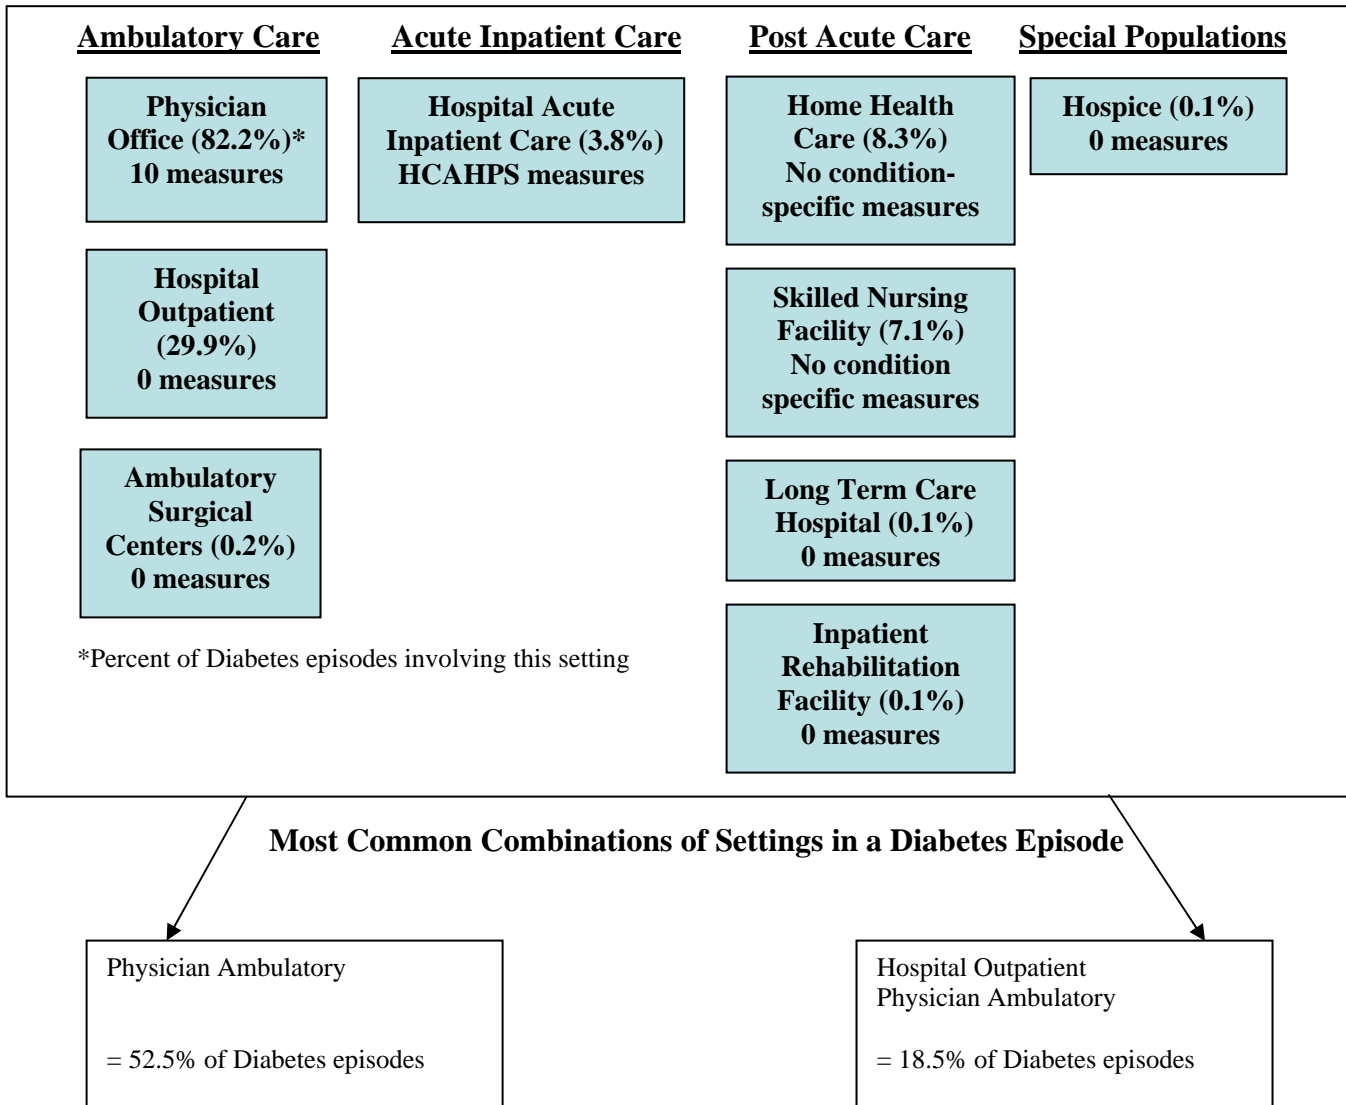 Ambulatory Care
Physician
Office (82.2%)*
10 measures
Hospital
Outpatient
(29.9%)
0 measures
Ambulatory
Surgical
Centers (0.2%)
0 measures
Acute Inpatient Care
Hospital Acute
Inpatient Care (3.8%)
HCAHPS measures
Post Acute Care
Home Health
Care (8.3%)
No condition-
specific measures
Skilled Nursing
Facility (7.1%)
No condition
specific measures
Long Term Care
Hospital (0.1%)
0 measures
Inpatient
Rehabilitation
Facility (0.1%)
0 measures
Special Populations
Hospice (0.1%)
0 measures
*Percent of Diabetes episodes involving this setting
Most Common Combinations of Settings in a Diabetes Episode
Physician Ambulatory
= 52.5% of Diabetes episodes
Hospital Outpatient
Physician Ambulatory
= 18.5% of Diabetes episodes